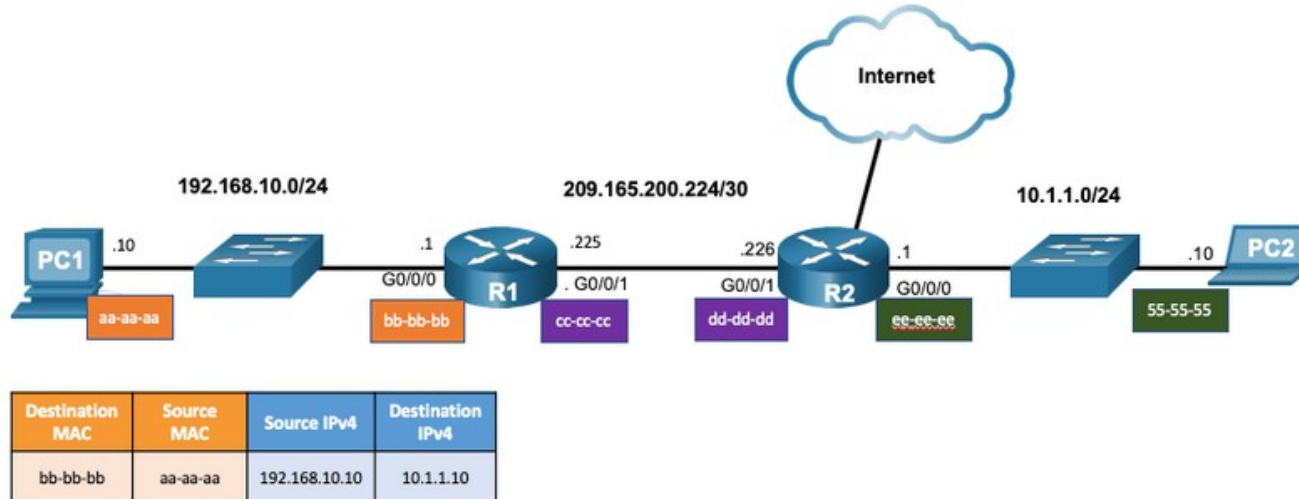 Internet
192.168.10.0/24
209.165.200.224/30
10.1.1.0/24
PC1
.10
.1
G0/0/0
R1
.225
. G0/0/1
.226
G0/0/1
R2
.1
G0/0/0
.10
PC2
aa-aa-aa
bb-bb-bb
cc-cc-cc
dd-dd-dd
ee-ee-ee
55-55-55
Destination MAC
Source MAC
Source IPv4
Destination IPv4
bb-bb-bb
aa-aa-aa
192.168.10.10
10.1.1.10